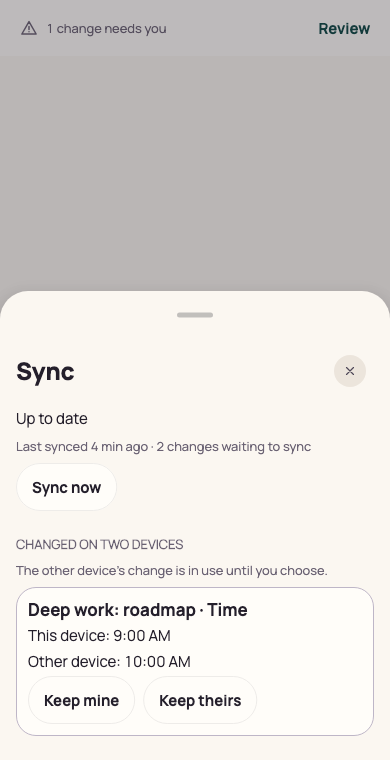 1 change needs you
Review
Sync
Up to date
Last synced 4 min ago · 2 changes waiting to sync
Sync now
CHANGED ON TWO DEVICES
The other device's change is in use until you choose.
Deep work: roadmap · Time
This device: 9:00 AM
Other device: 10:00 AM
Keep mine
Keep theirs